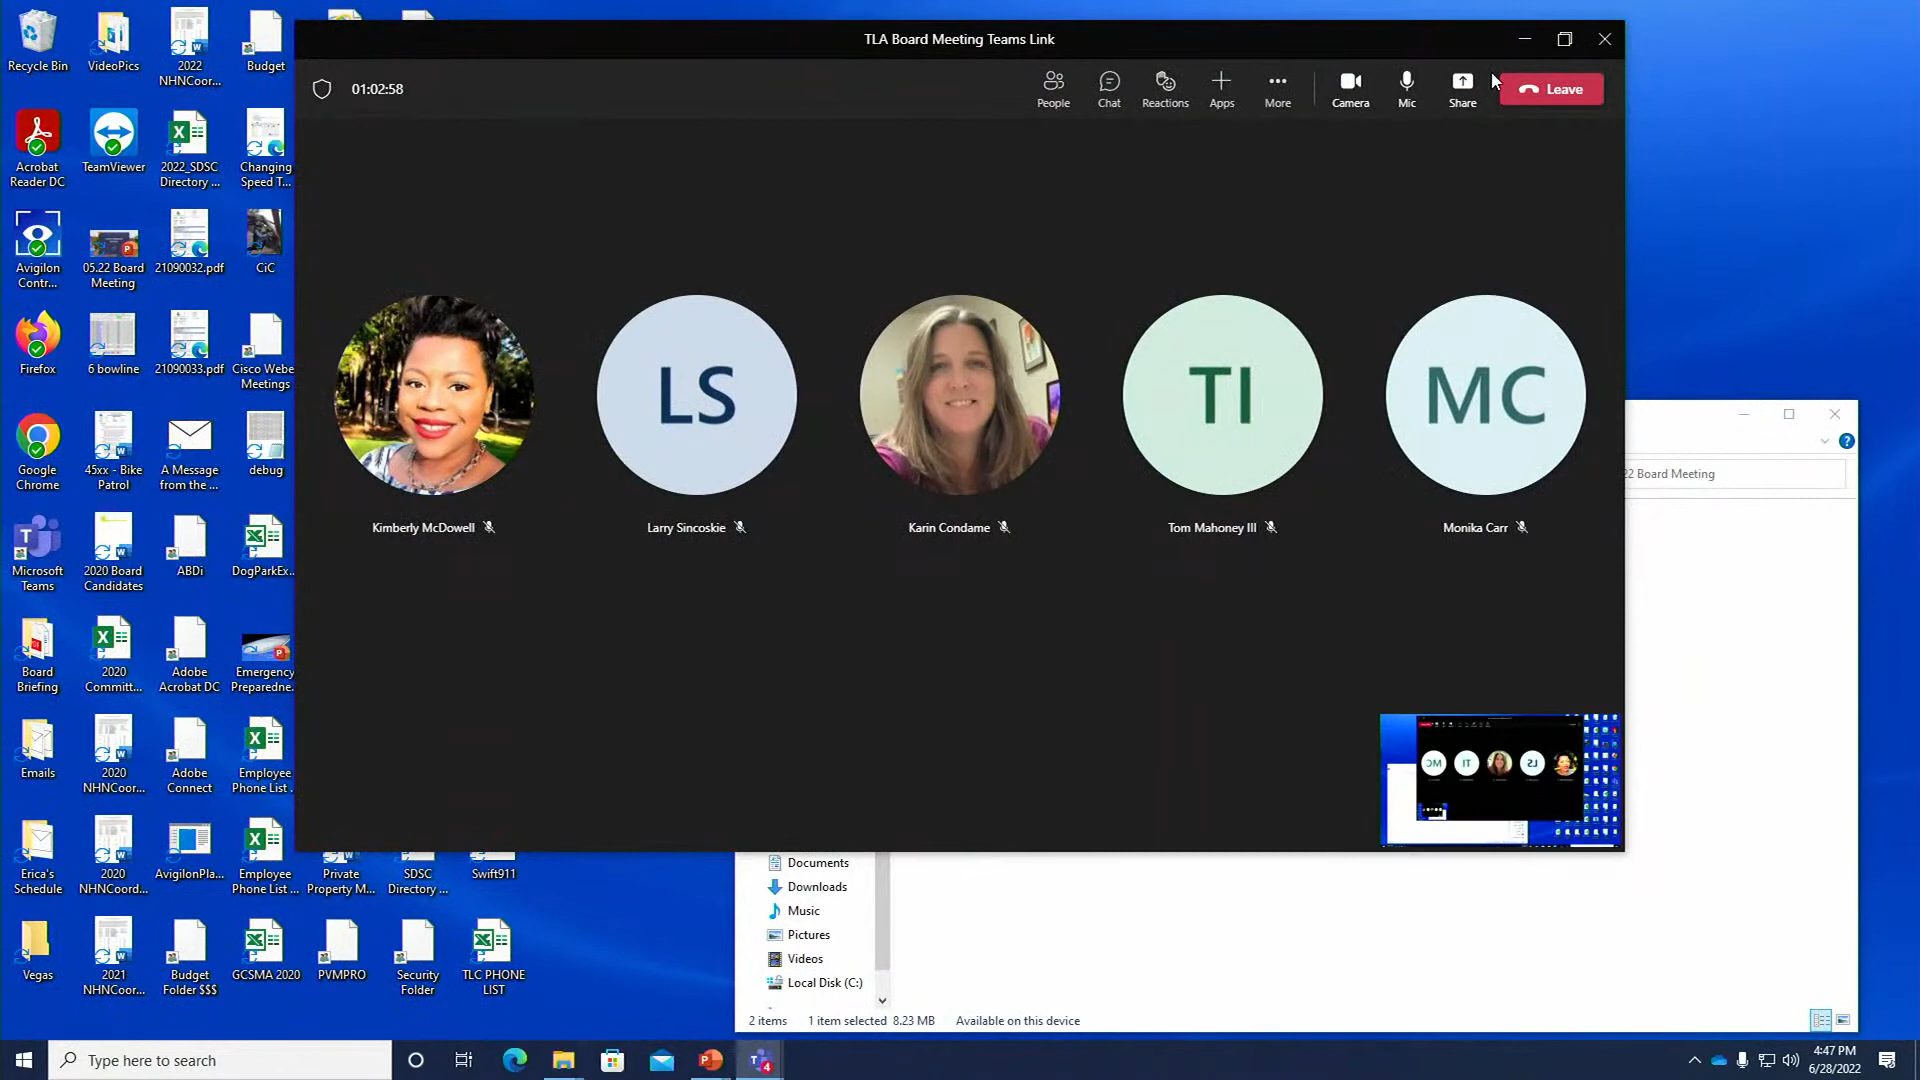 TLA Board Meeting Teams Link
01:02:58
People
Chat
Reactions
Apps
More
Camera
Mic
Share
Leave
LS
TI
MC
Kimberly McDowell
Larry Sincoskie
Karin Condame
Tom Mahoney III
Monika Carr
Recycle Bin
VideoPics
2022
NHNCoor...
Budget
Acrobat
Reader DC
TeamViewer
2022_SDSC
Directory ...
Changing
Speed T...
Avigilon
Contr...
05.22 Board
Meeting
21090032.pdf
CiC
Firefox
6 bowline
21090033.pdf
Cisco Webe
Meetings
Google
Chrome
45xx - Bike
Patrol
A Message
from the ...
debug
Microsoft
Teams
2020 Board
Candidates
ABDi
DogParkEx...
Board
Briefing
2020
Committ...
Adobe
Acrobat DC
Emergency
Preparedne...
Emails
2020
NHNCoor...
Adobe
Connect
Employee
Phone List ...
Erica's
Schedule
2020
NHNCoord...
AvigilonPla...
Employee
Phone List ...
Private
Property M...
SDSC
Directory ...
Swift911
Vegas
2021
NHNCoor...
Budget
Folder $$$
GCSMA 2020
PVMPRO
Security
Folder
TLC PHONE
LIST
22 Board Meeting
Documents
Downloads
Music
Pictures
Videos
Local Disk (C:)
2 items
1 item selected 8.23 MB
Available on this device
Type here to search
4
4:47 PM
6/28/2022